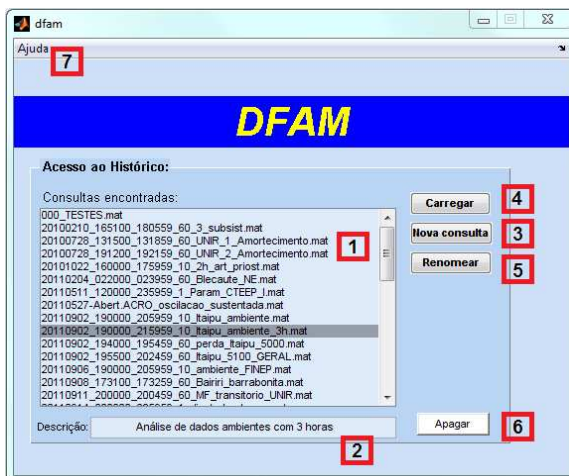 dfam
Ajuda
7
DFAM
Acesso ao Histórico:
Consultas encontradas:
000_TESTES.mat
20100210_165100_180559_60_3_subsist.mat
20100728_131500_131859_60_UNIR_1_Amortecimento.mat
20100728_191200_192159_60_UNIR_2_Amortecimento.mat
20101022_160000_175959_10_2h_art_priost.mat
20110204_022000_023959_60_Blecaute_NE.mat
20110511_120000_235959_1_Param_CTEEP_I.mat
20110527-Abert.ACRO_oscilacao_sustentada.mat
20110902_190000_205959_10_Itaipu_ambiente.mat
20110902_190000_215959_10_Itaipu_ambiente_3h.mat
20110902_194000_195459_60_perda_Itaipu_5000.mat
20110902_195500_202459_60_Itaipu_5100_GERAL.mat
20110906_190000_205959_10_ambiente_FINEP.mat
20110908_173100_173259_60_Bairiri_barrabonita.mat
20110911_200000_200459_60_MF_transitorio_UNIR.mat
1
Carregar
4
Nova consulta
3
Renomear
5
Descrição:
Análise de dados ambientes com 3 horas
2
Apagar
6